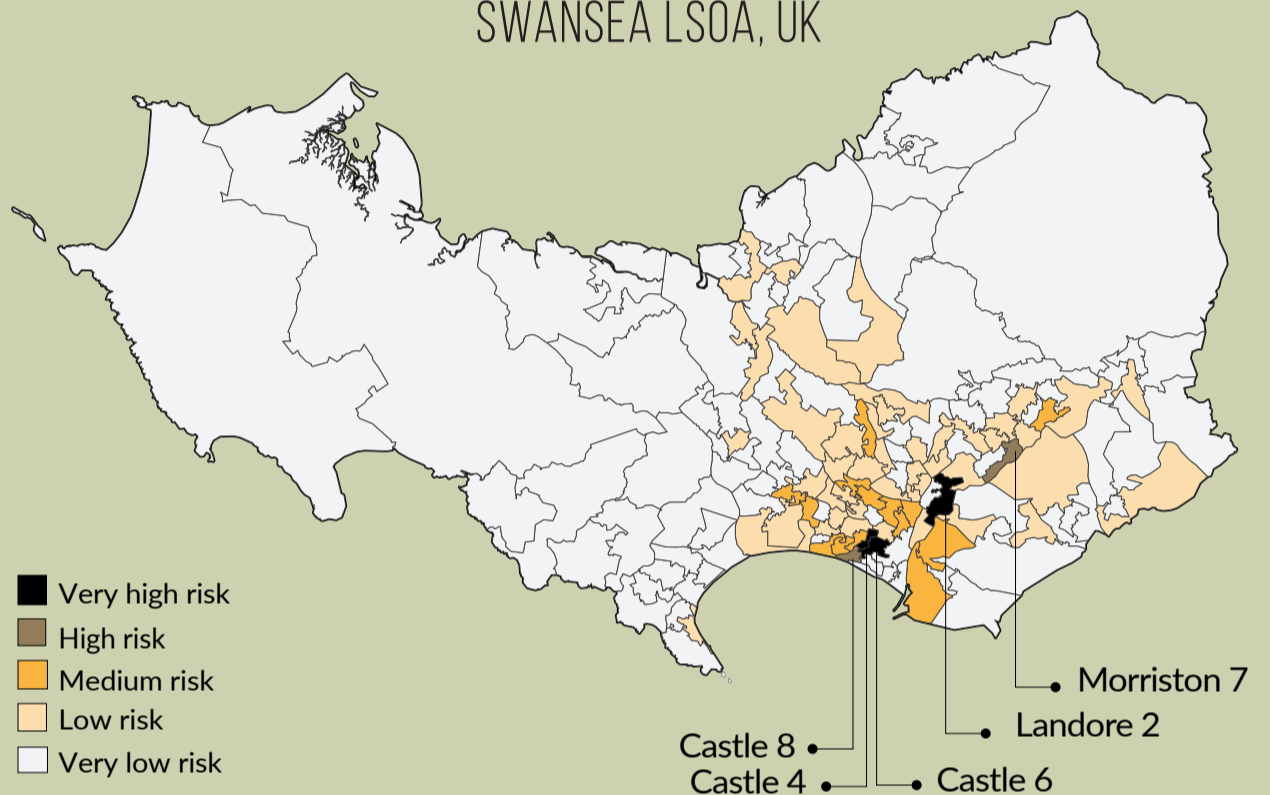 SWANSEA LSOA, UK
Very high risk
High risk
Medium risk
Low risk
Very low risk
Morriston 7
Landore 2
Castle 8
Castle 4
Castle 6